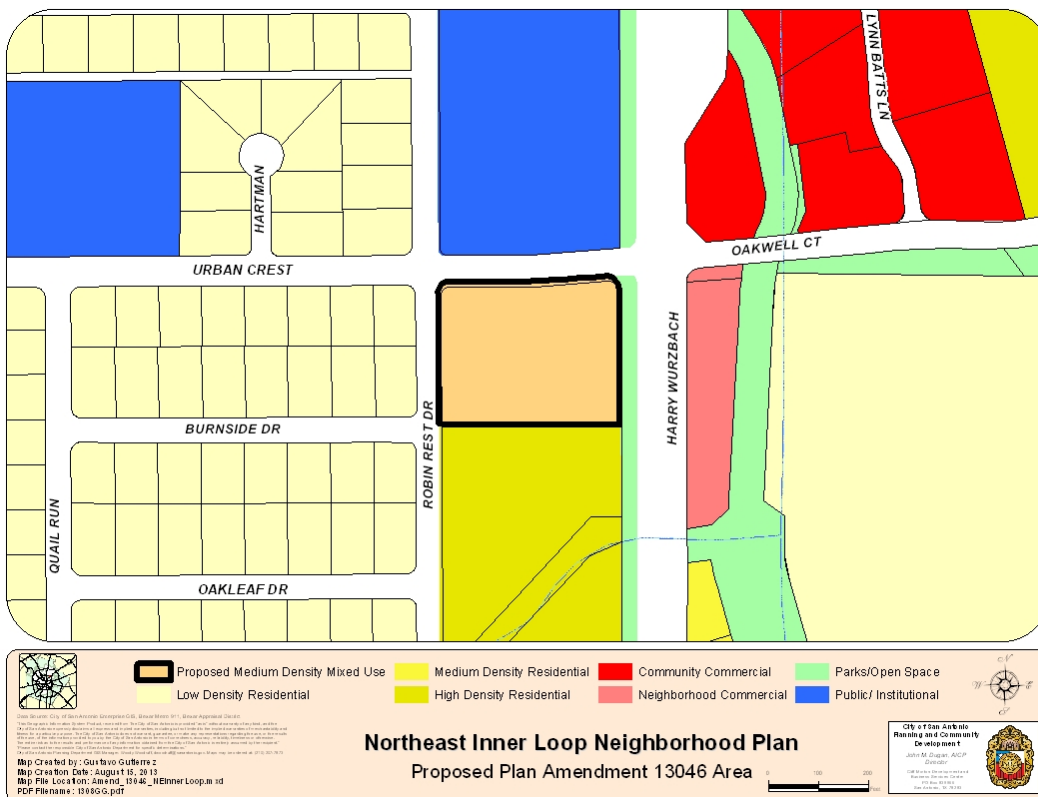 LYNN BATTS LN
HARTMAN
OAKWELL CT
URBAN CREST
HARRY WURZBACH
BURNSIDE DR
ROBIN REST DR
QUAIL RUN
OAKLEAF DR
Proposed Medium Density Mixed Use
Medium Density Residential
Community Commercial
Parks/Open Space
Low Density Residential
High Density Residential
Neighborhood Commercial
Public/ Institutional
N
W
E
S
Map Created by: Gustavo Gutierrez
Map Creation Date: August 15, 2013
Map File Location: Amend_13046_NEInnerLoop.mxd
PDF Filename: 1308GG.pdf
Northeast Inner Loop Neighborhood Plan
Proposed Plan Amendment 13046 Area
0 100 200
City of San Antonio
Planning and Community
Development
John M. Dugan, AICP
Director